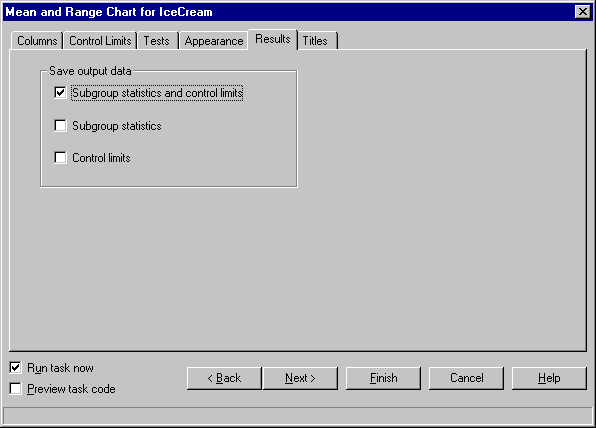 Mean and Range Chart for IceCream
Columns Control Limits Tests Appearance Results Titles
Save output data
Subgroup statistics and control limits
Subgroup statistics
Control limits
Run task now
Preview task code
< Back Next > Finish Cancel Help